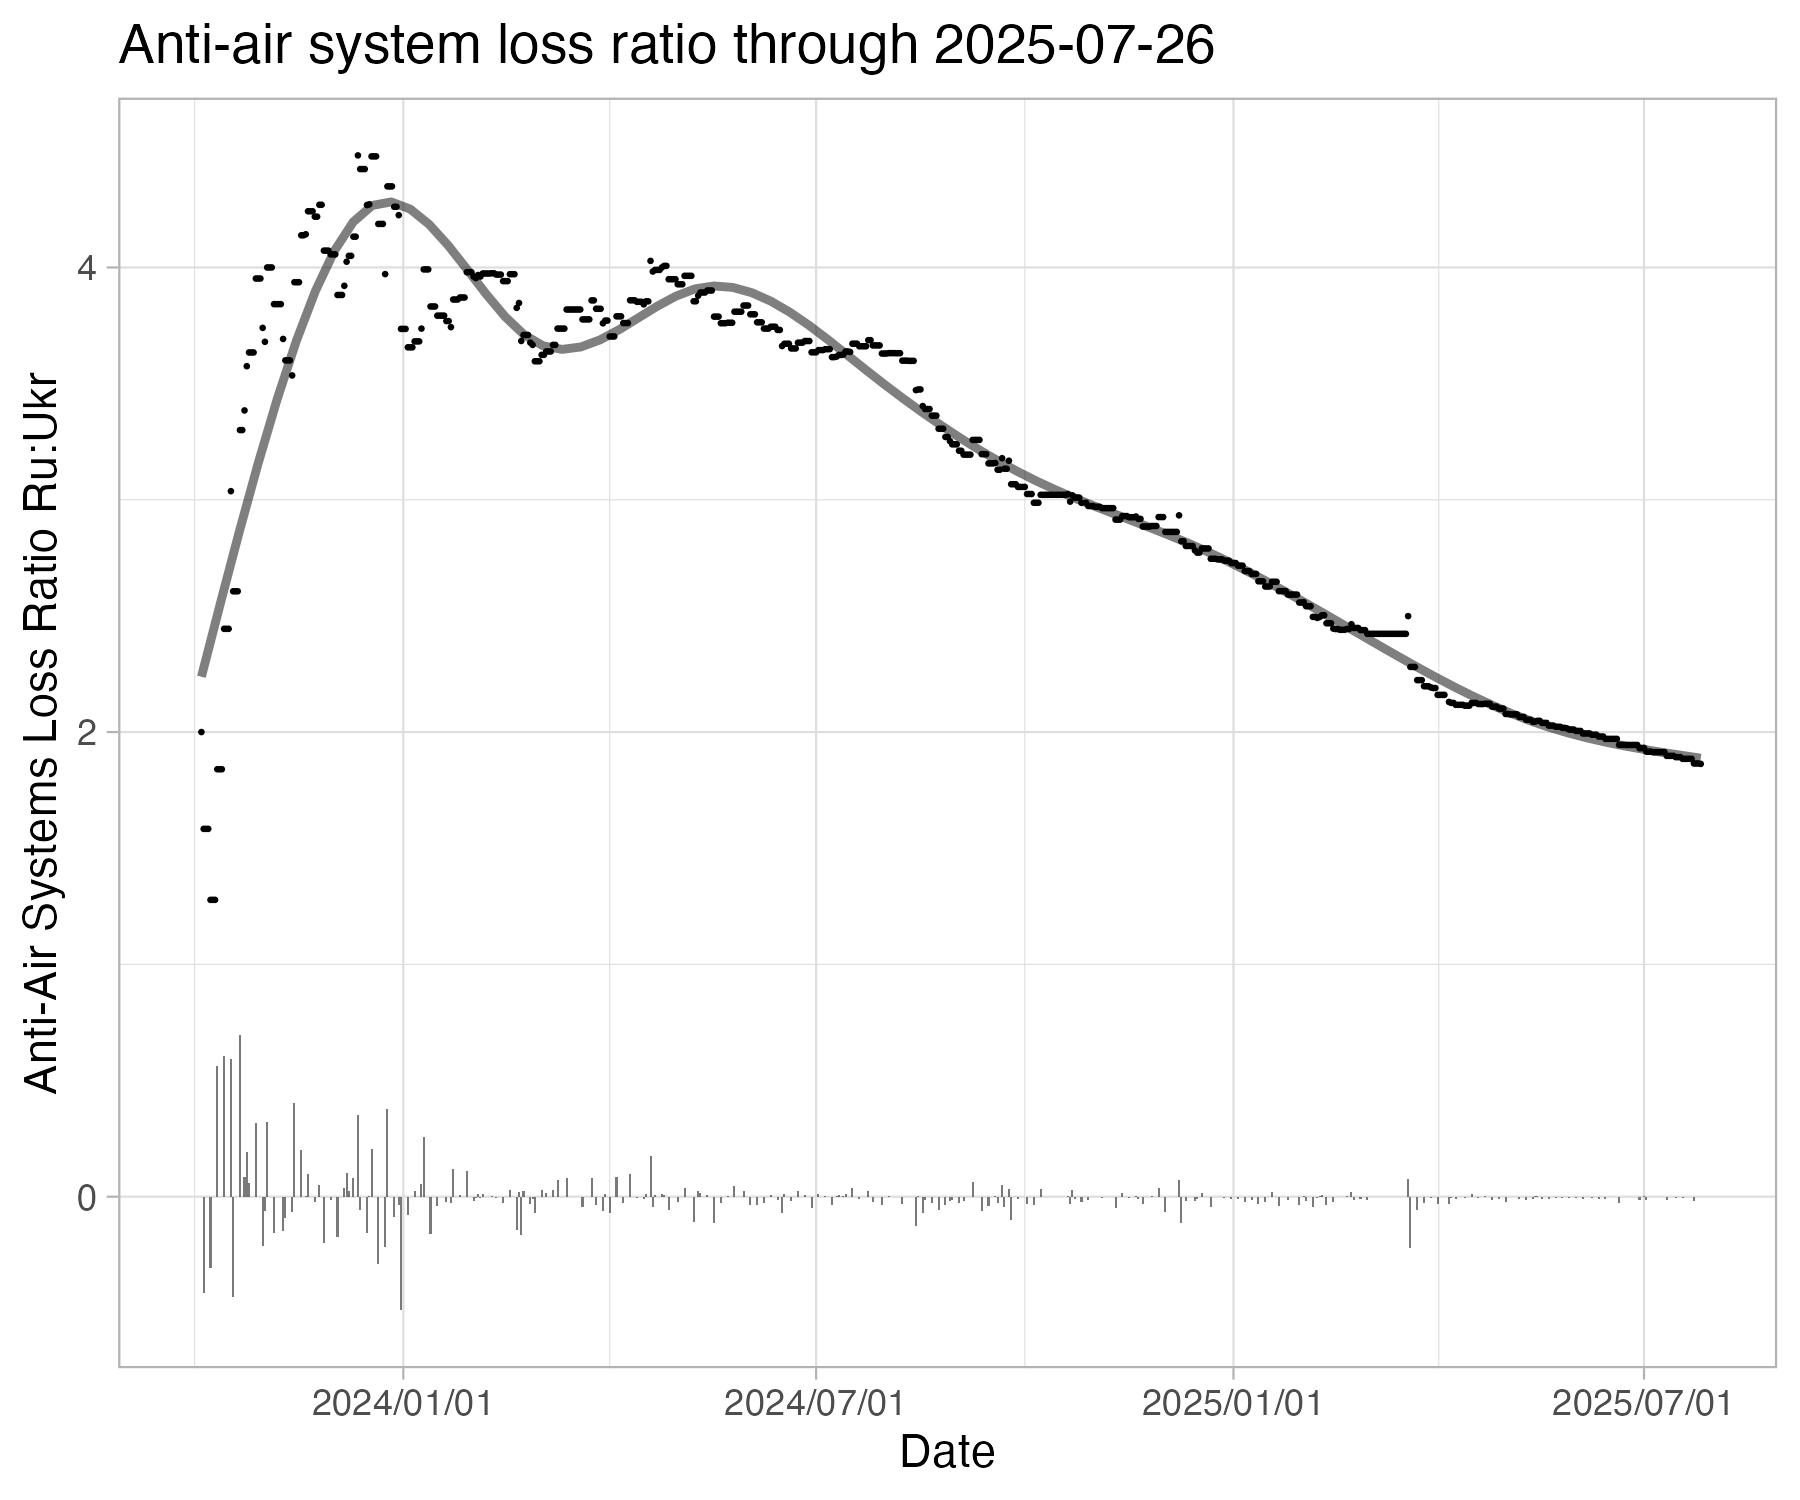 Anti-air system loss ratio through 2025-07-26
Anti-Air Systems Loss Ratio Ru:Ukr
4
2
0
2024/01/01
2024/07/01
2025/01/01
2025/07/01
Date